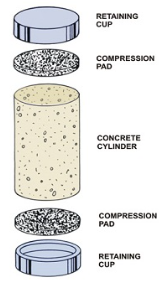 RETAINING
CUP
COMPRESSION
PAD
CONCRETE
CYLINDER
COMPRESSION
PAD
RETAINING
CUP